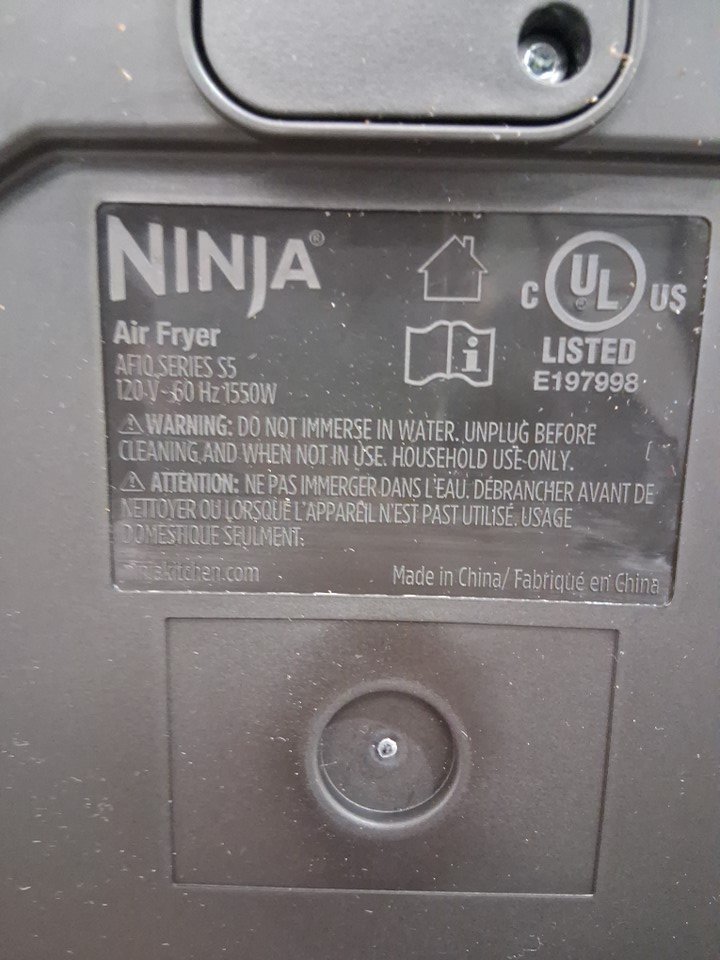 NINJA®
Air Fryer
AF10 SERIES S5
120 V ~ 60 Hz 1550W
i
C UL® US
LISTED
E197998
⚠ WARNING: DO NOT IMMERSE IN WATER. UNPLUG BEFORE
CLEANING, AND WHEN NOT IN USE. HOUSEHOLD USE ONLY.
⚠ ATTENTION: NE PAS IMMERGER DANS L'EAU. DÉBRANCHER AVANT DE
NETTOYER OU LORSQUE L'APPAREIL N'EST PAST UTILISÉ. USAGE
DOMESTIQUE SEULMENT.
Made in China/ Fabriqué en China